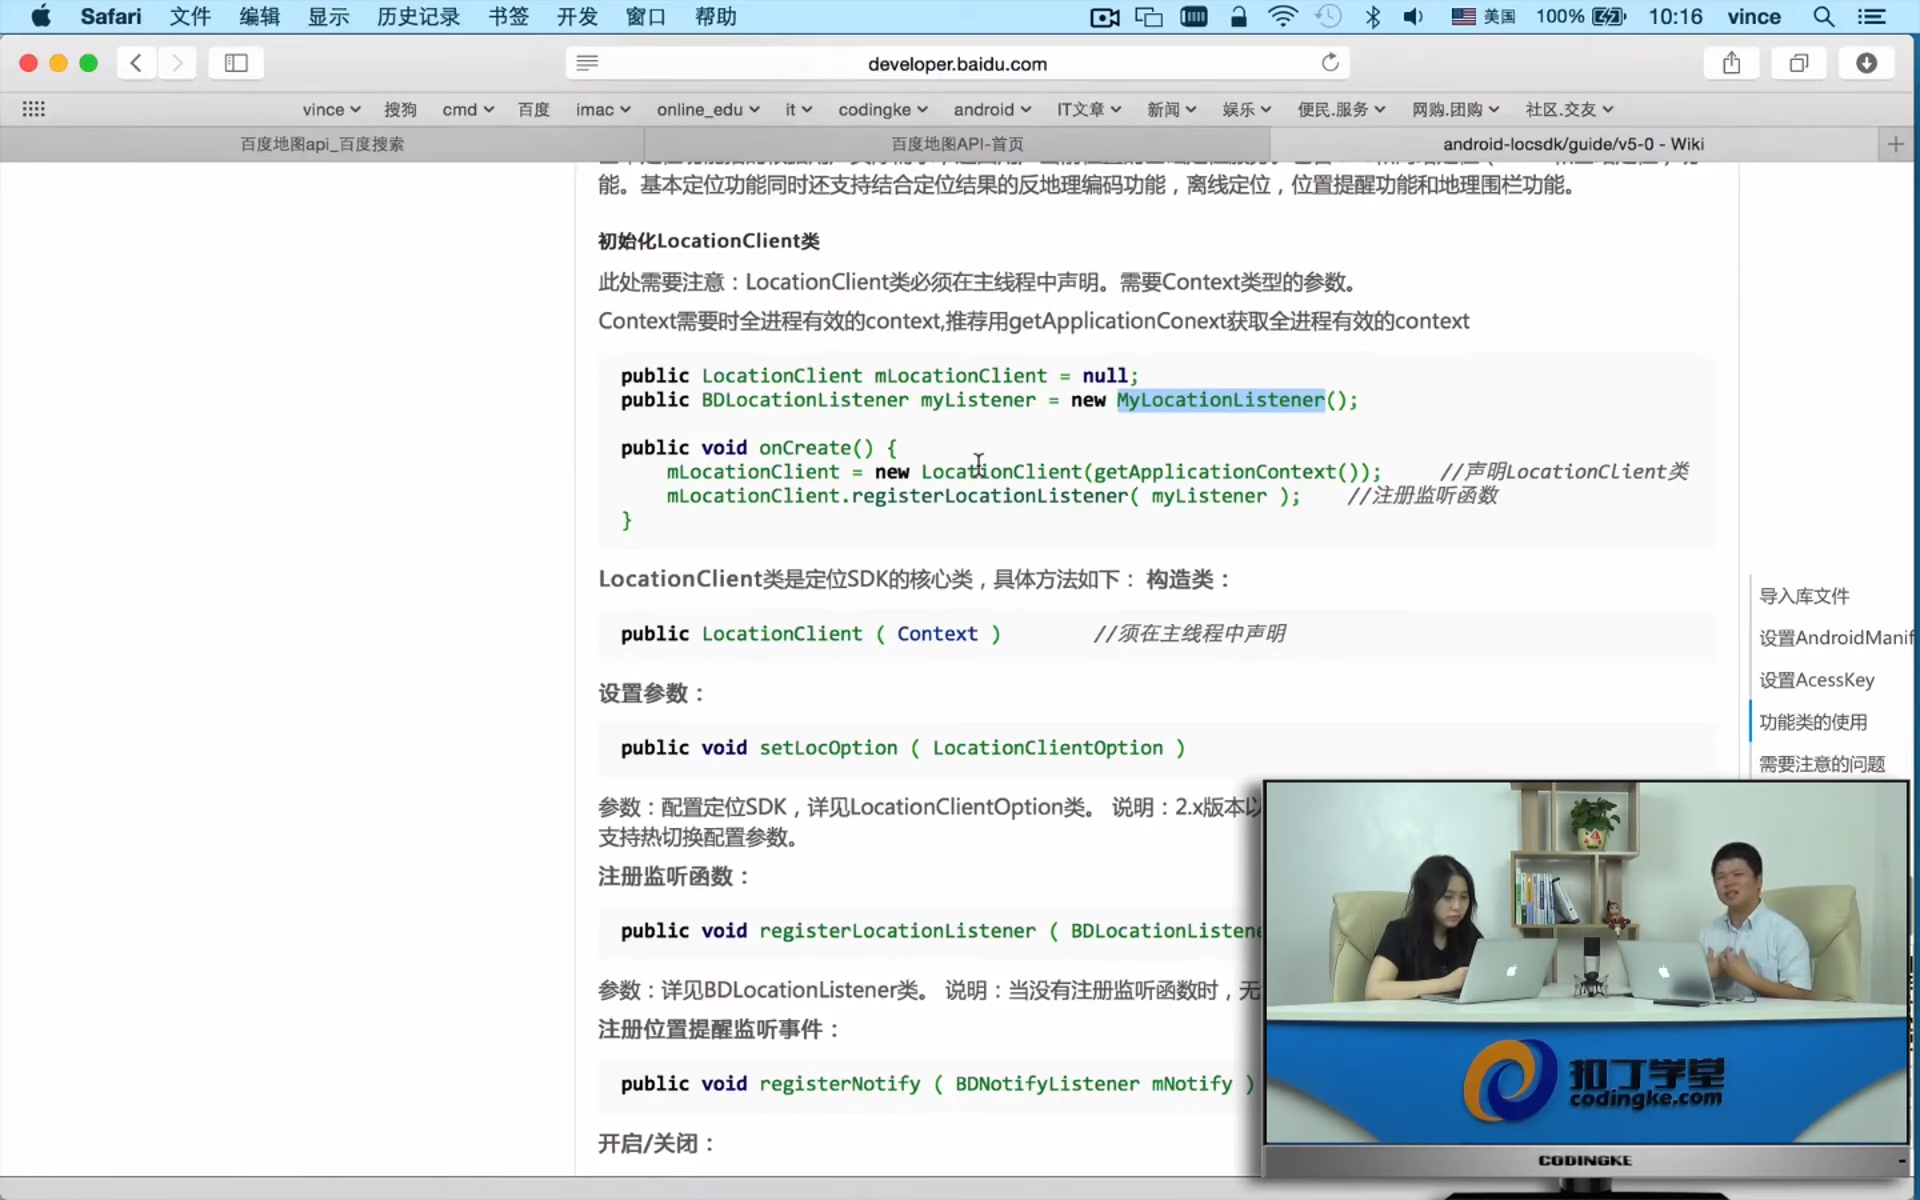 Safari 文件 编辑 显示 历史记录 书签 开发 窗口 帮助 美国 100% 10:16 vince
developer.baidu.com
vince 搜狗 cmd 百度 imac online_edu it codingke android IT文章 新闻 娱乐 便民.服务 网购.团购 社区.交友
百度地图api_百度搜索 百度地图API-首页 android-locsdk/guide/v5-0 - Wiki
能。基本定位功能同时还支持结合定位结果的反地理编码功能，离线定位，位置提醒功能和地理围栏功能。
初始化LocationClient类
此处需要注意：LocationClient类必须在主线程中声明。需要Context类型的参数。
Context需要时全进程有效的context,推荐用getApplicationConext获取全进程有效的context
public LocationClient mLocationClient = null;
public BDLocationListener myListener = new MyLocationListener();
public void onCreate() {
mLocationClient = new LocationClient(getApplicationContext()); //声明LocationClient类
mLocationClient.registerLocationListener( myListener ); //注册监听函数
}
LocationClient类是定位SDK的核心类，具体方法如下： 构造类：
public LocationClient ( Context ) //须在主线程中声明
设置参数：
public void setLocOption ( LocationClientOption )
参数：配置定位SDK，详见LocationClientOption类。 说明：2.x版本以
支持热切换配置参数。
注册监听函数：
public void registerLocationListener ( BDLocationListene
参数：详见BDLocationListener类。 说明：当没有注册监听函数时，无
注册位置提醒监听事件：
public void registerNotify ( BDNotifyListener mNotify )
开启/关闭：
导入库文件
设置AndroidManif
设置AcessKey
功能类的使用
需要注意的问题
扣丁学堂
codingke.com
CODINGKE